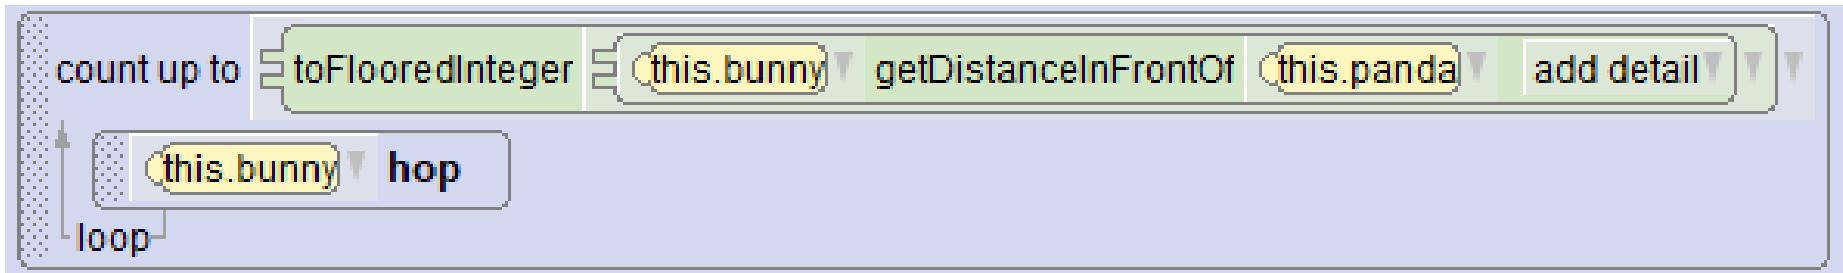 count up to toFlooredInteger this.bunny getDistanceInFrontOf this.panda add detail
this.bunny hop
loop